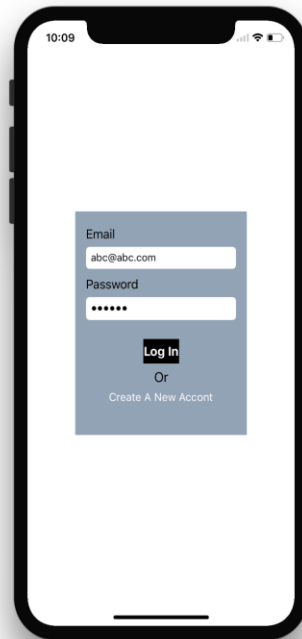 10:09
Email
abc@abc.com
Password
••••••
Log In
Or
Create A New Accont